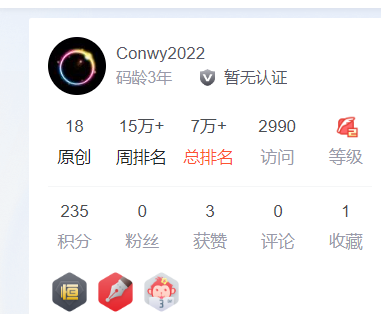 Conwy2022
码龄3年 暂无认证
18 15万+ 7万+ 2990 2
原创 周排名 总排名 访问 等级
235 0 3 0 1
积分 粉丝 获赞 评论 收藏
恒 3